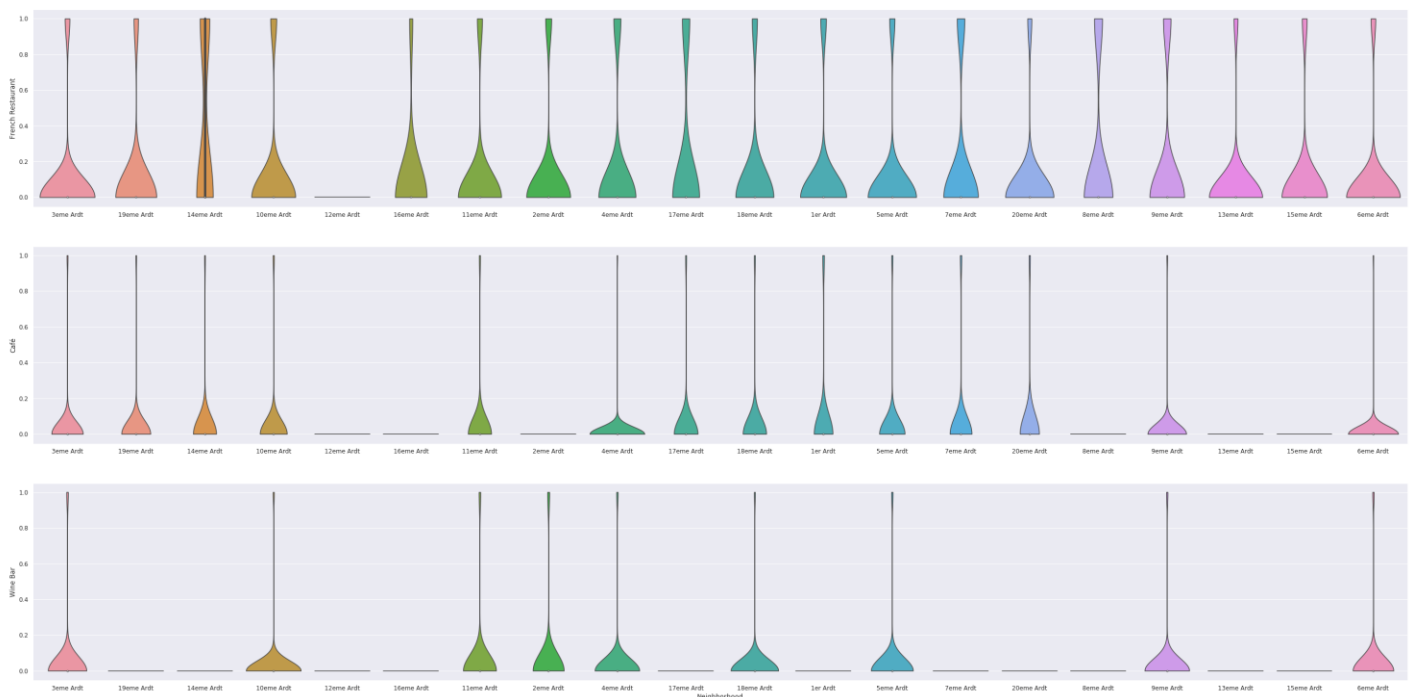 French Restaurant
1.0
0.8
0.6
0.4
0.2
0.0
3eme Ardt 19eme Ardt 14eme Ardt 10eme Ardt 12eme Ardt 16eme Ardt 11eme Ardt 2eme Ardt 4eme Ardt 17eme Ardt 18eme Ardt 1er Ardt 5eme Ardt 7eme Ardt 20eme Ardt 8eme Ardt 9eme Ardt 13eme Ardt 15eme Ardt 6eme Ardt
Café
1.0
0.8
0.6
0.4
0.2
0.0
3eme Ardt 19eme Ardt 14eme Ardt 10eme Ardt 12eme Ardt 16eme Ardt 11eme Ardt 2eme Ardt 4eme Ardt 17eme Ardt 18eme Ardt 1er Ardt 5eme Ardt 7eme Ardt 20eme Ardt 8eme Ardt 9eme Ardt 13eme Ardt 15eme Ardt 6eme Ardt
Wine Bar
1.0
0.8
0.6
0.4
0.2
0.0
3eme Ardt 19eme Ardt 14eme Ardt 10eme Ardt 12eme Ardt 16eme Ardt 11eme Ardt 2eme Ardt 4eme Ardt 17eme Ardt 18eme Ardt 1er Ardt 5eme Ardt 7eme Ardt 20eme Ardt 8eme Ardt 9eme Ardt 13eme Ardt 15eme Ardt 6eme Ardt
Neighborhood